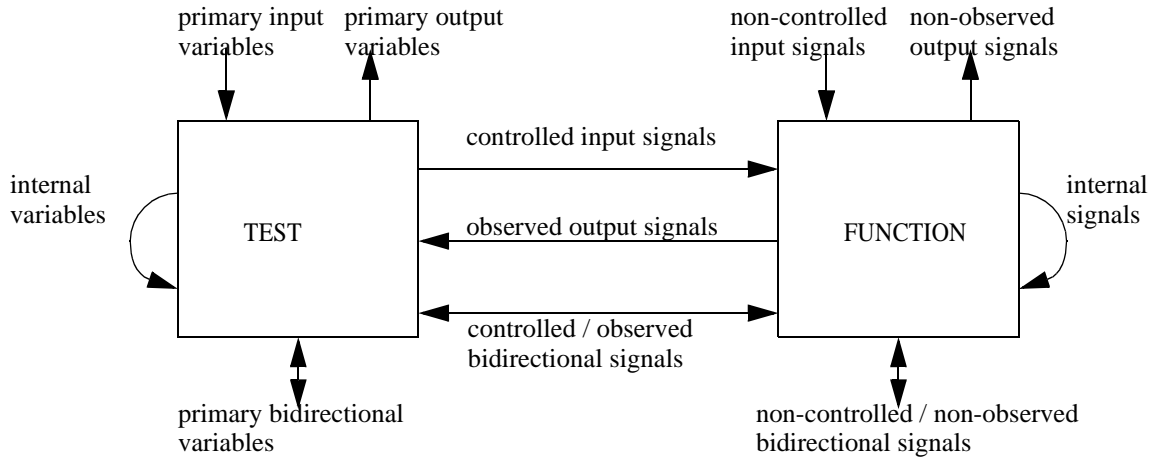 primary input
variables
primary output
variables
non-controlled
input signals
non-observed
output signals
controlled input signals
internal
variables
internal
signals
TEST
observed output signals
FUNCTION
controlled / observed
bidirectional signals
primary bidirectional
variables
non-controlled / non-observed
bidirectional signals